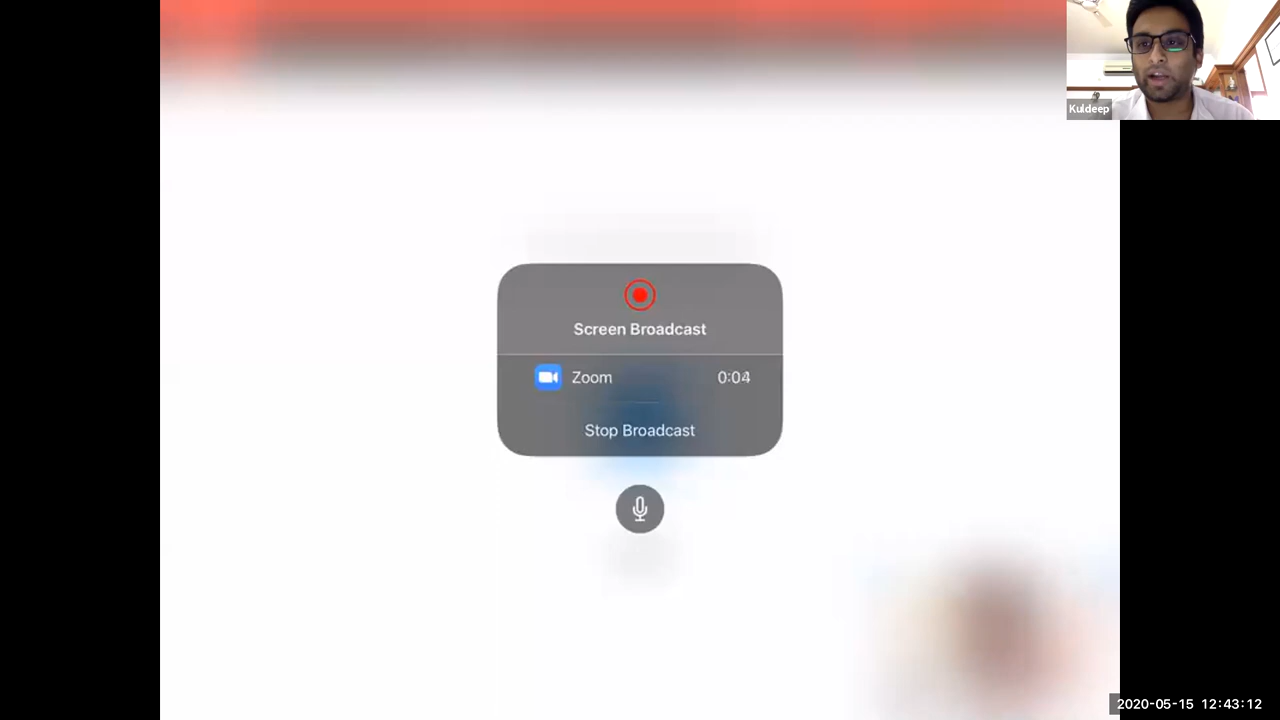 Kuldeep
Screen Broadcast
Zoom 0:04
Stop Broadcast
2020-05-15 12:43:12